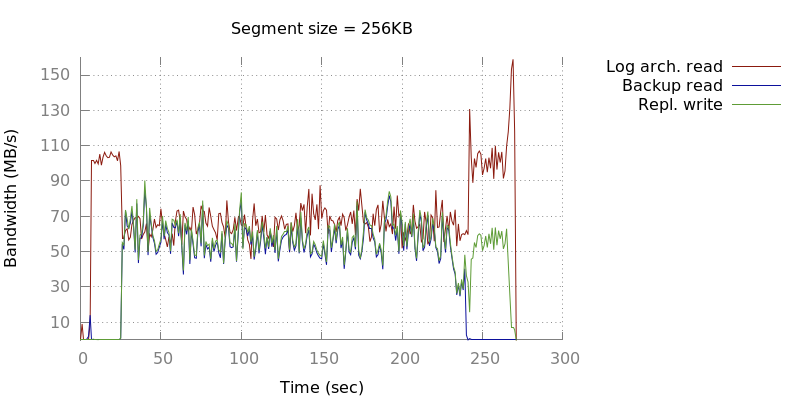 Segment size = 256KB
Log arch. read
Backup read
Repl. write
Bandwidth (MB/s)
150
130
110
90
70
50
30
10
0 50 100 150 200 250 300
Time (sec)